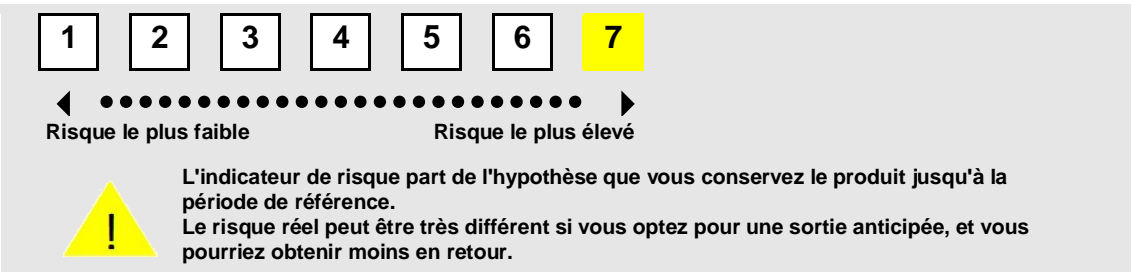 1 2 3 4 5 6 7
Risque le plus faible Risque le plus élevé
L'indicateur de risque part de l'hypothèse que vous conservez le produit jusqu'à la
période de référence.
Le risque réel peut être très différent si vous optez pour une sortie anticipée, et vous
pourriez obtenir moins en retour.
!